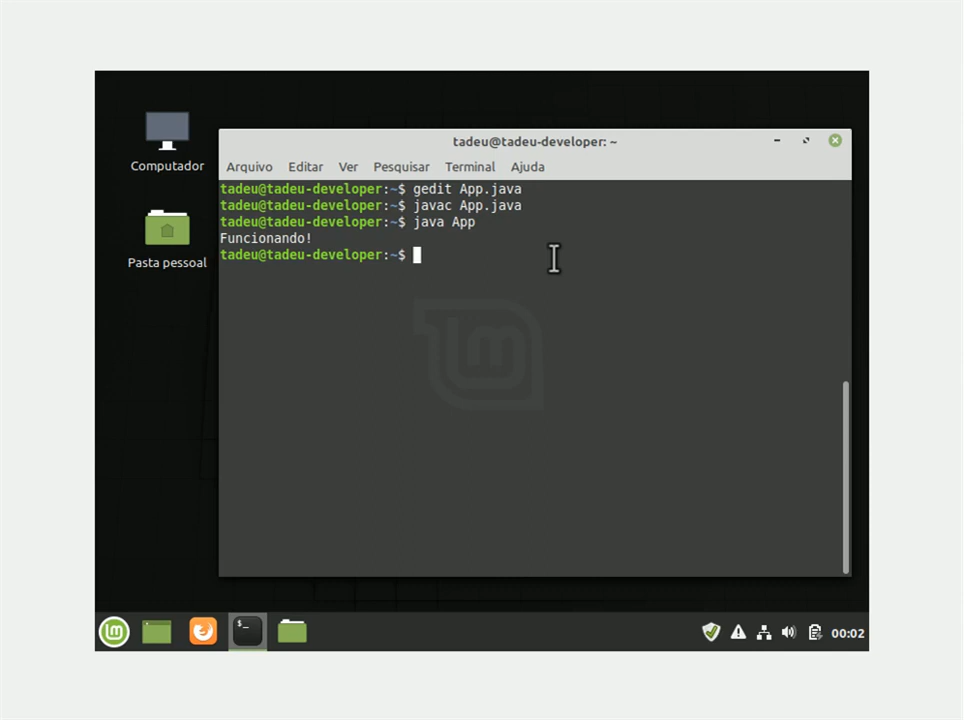 Computador
Pasta pessoal
tadeu@tadeu-developer: ~
Arquivo Editar Ver Pesquisar Terminal Ajuda
tadeu@tadeu-developer:~$ gedit App.java
tadeu@tadeu-developer:~$ javac App.java
tadeu@tadeu-developer:~$ java App
Funcionando!
tadeu@tadeu-developer:~$
$_
00:02